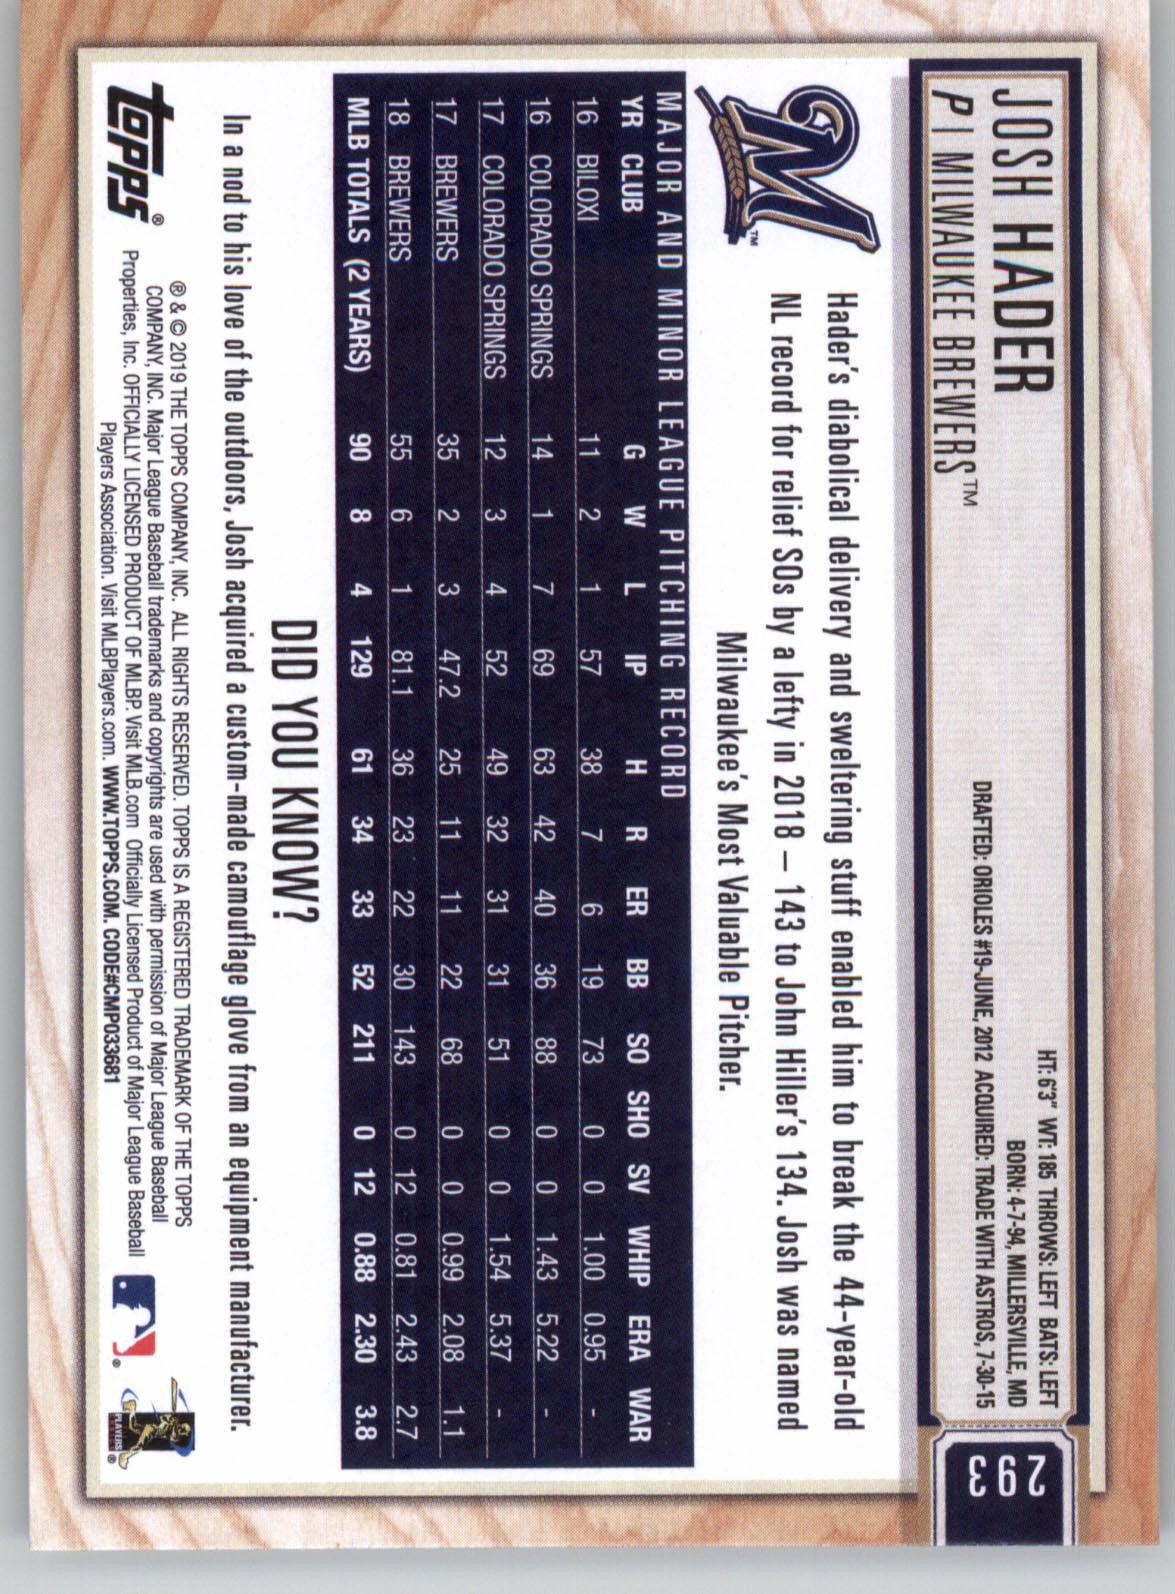 JOSH HADER
P | MILWAUKEE BREWERS™
HT: 6'3" WT: 185 THROWS: LEFT BATS: LEFT
BORN: 4-7-94, MILLERSVILLE, MD
DRAFTED: ORIOLES #19-JUNE, 2012 ACQUIRED: TRADE WITH ASTROS, 7-30-15
293
M™
Hader's diabolical delivery and sweltering stuff enabled him to break the 44-year-old
NL record for relief SOs by a lefty in 2018 – 143 to John Hiller's 134. Josh was named
Milwaukee's Most Valuable Pitcher.
MAJOR AND MINOR LEAGUE PITCHING RECORD
YR CLUB G W L IP H R ER BB SO SHO SV WHIP ERA WAR
16 BILOXI 11 2 1 57 38 7 6 19 73 0 0 1.00 0.95 -
16 COLORADO SPRINGS 14 1 7 69 63 42 40 36 88 0 0 1.43 5.22 -
17 COLORADO SPRINGS 12 3 4 52 49 32 31 31 51 0 0 1.54 5.37 -
17 BREWERS 35 2 3 47.2 25 11 11 22 68 0 0 0.99 2.08 1.1
18 BREWERS 55 6 1 81.1 36 23 22 30 143 0 12 0.81 2.43 2.7
MLB TOTALS (2 YEARS) 90 8 4 129 61 34 33 52 211 0 12 0.88 2.30 3.8
DID YOU KNOW?
In a nod to his love of the outdoors, Josh acquired a custom-made camouflage glove from an equipment manufacturer.
topps®
® & © 2019 THE TOPPS COMPANY, INC. ALL RIGHTS RESERVED. TOPPS IS A REGISTERED TRADEMARK OF THE TOPPS
COMPANY, INC. Major League Baseball trademarks and copyrights are used with permission of Major League Baseball
Properties, Inc. OFFICIALLY LICENSED PRODUCT OF MLBP. Visit MLB.com Officially Licensed Product of Major League Baseball
Players Association. Visit MLBPlayers.com. WWW.TOPPS.COM. CODE#CMP033681
®
PLAYERS
®